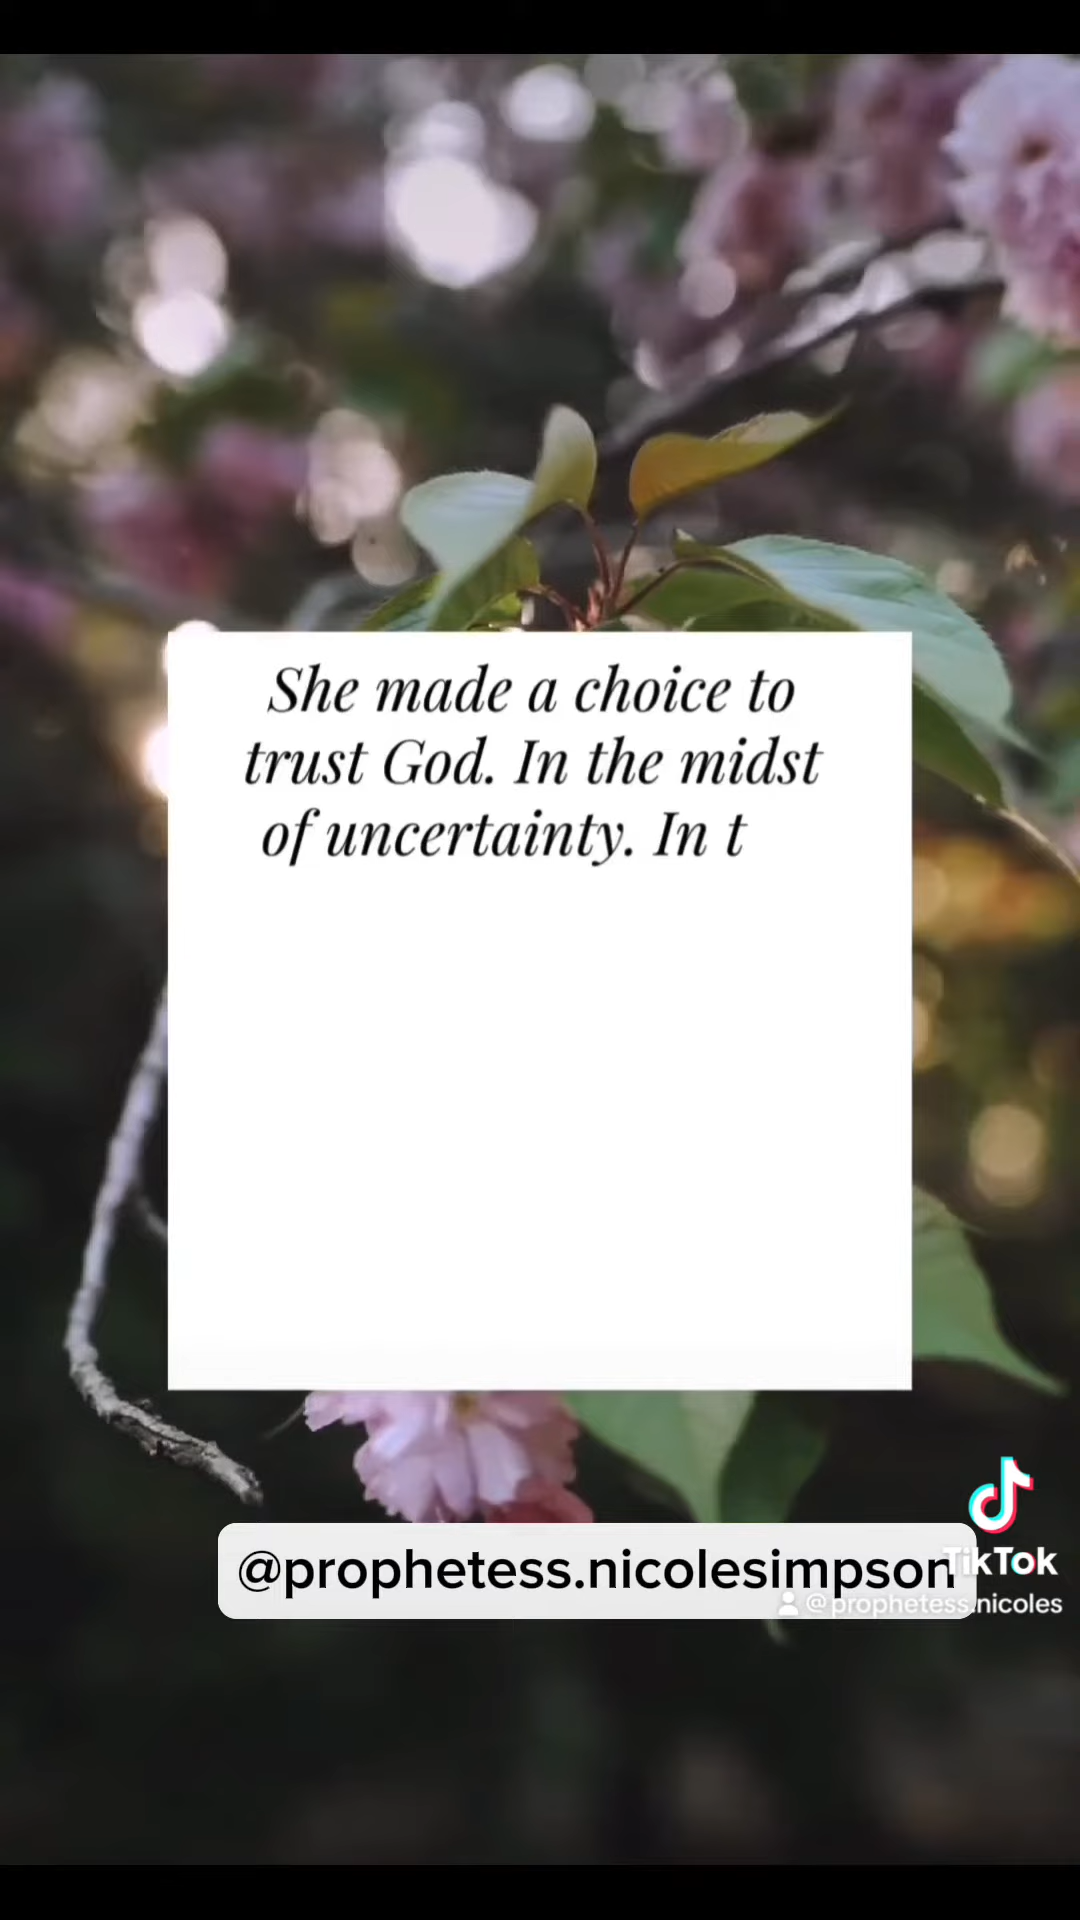 She made a choice to
trust God. In the midst
of uncertainty. In t
@prophetess.nicolesimpson
TikTok
@prophetess.nicoles